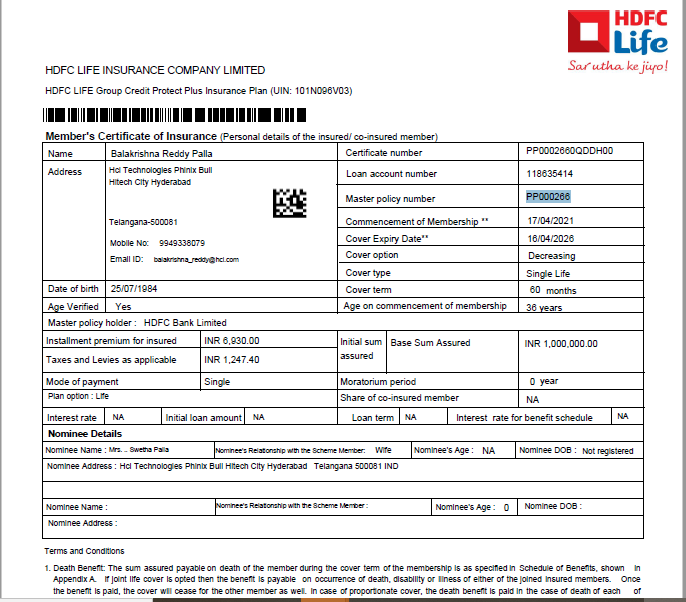 HDFC
Life
Sar utha ke jiyo!
HDFC LIFE INSURANCE COMPANY LIMITED
HDFC LIFE Group Credit Protect Plus Insurance Plan (UIN: 101N096V03)
Member's Certificate of Insurance (Personal details of the insured/ co-insured member)
Name Balakrishna Reddy Palla Certificate number PP0002660QDDH00
Address Hcl Technologies Phinix Bull
Hitech City Hyderabad
Telangana-500081
Mobile No: 9949338079
Email ID: balakrishna_reddy@hcl.com
Loan account number 118635414
Master policy number PP000266
Commencement of Membership ** 17/04/2021
Cover Expiry Date** 16/04/2026
Cover option Decreasing
Cover type Single Life
Date of birth 25/07/1984 Cover term 60 months
Age Verified Yes Age on commencement of membership 36 years
Master policy holder : HDFC Bank Limited
Installment premium for insured INR 6,930.00 Initial sum assured Base Sum Assured INR 1,000,000.00
Taxes and Levies as applicable INR 1,247.40
Mode of payment Single Moratorium period 0 year
Plan option : Life Share of co-insured member NA
Interest rate NA Initial loan amount NA Loan term NA Interest rate for benefit schedule NA
Nominee Details
Nominee Name : Mrs. .. Swetha Palla Nominee's Relationship with the Scheme Member: Wife Nominee's Age : NA Nominee DOB : Not registered
Nominee Address : Hcl Technologies Phinix Bull Hitech City Hyderabad Telangana 500081 IND
Nominee Name : Nominee's Relationship with the Scheme Member : Nominee's Age : 0 Nominee DOB :
Nominee Address :
Terms and Conditions
1. Death Benefit: The sum assured payable on death of the member during the cover term of the membership is as specified in Schedule of Benefits, shown in
Appendix A. If joint life cover is opted then the benefit is payable on occurrence of death, disability or illness of either of the joined insured members. Once
the benefit is paid, the cover will cease for the other member as well. In case of proportionate cover, the death benefit is paid in the case of death of each of